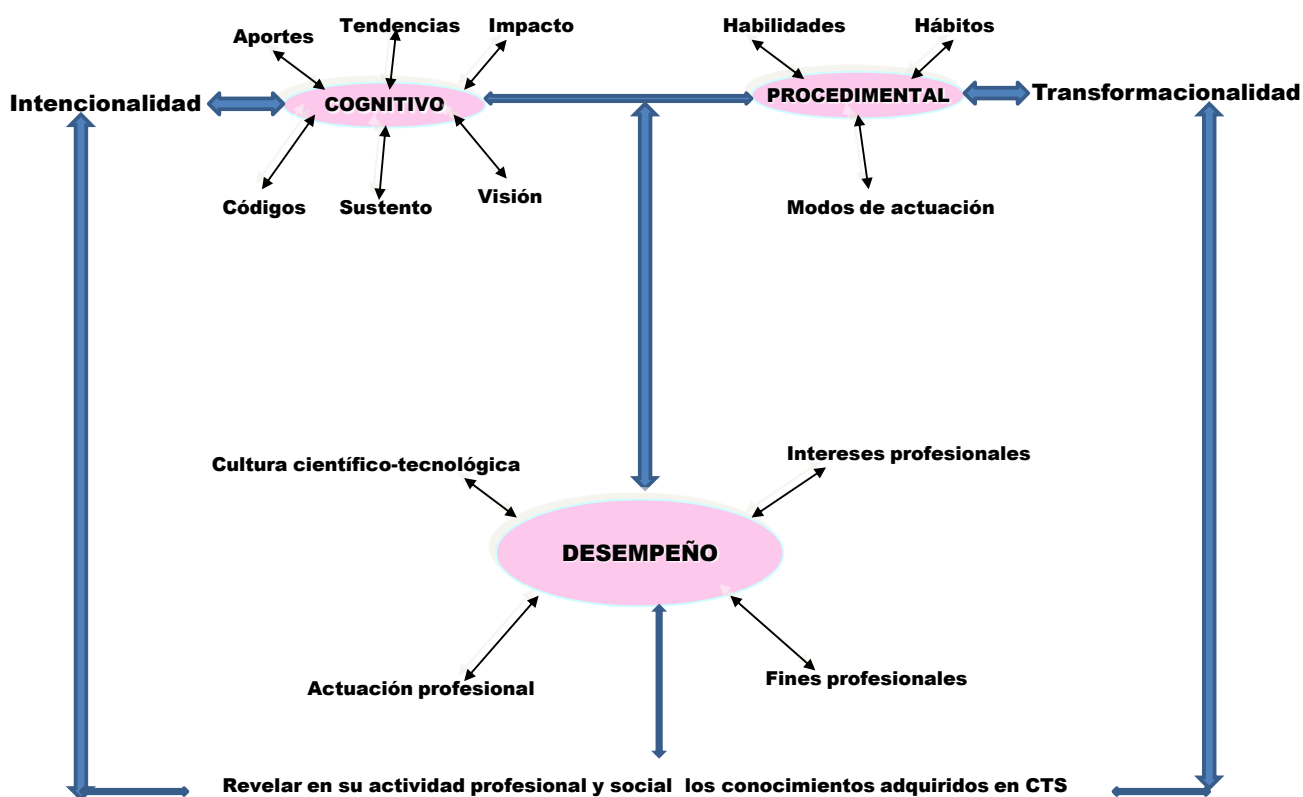 Aportes
Tendencias
Impacto
Habilidades
Hábitos
Intencionalidad
COGNITIVO
PROCEDIMENTAL
Transformacionalidad
Códigos
Sustento
Visión
Modos de actuación
Cultura científico-tecnológica
Intereses profesionales
DESEMPEÑO
Actuación profesional
Fines profesionales
Revelar en su actividad profesional y social los conocimientos adquiridos en CTS